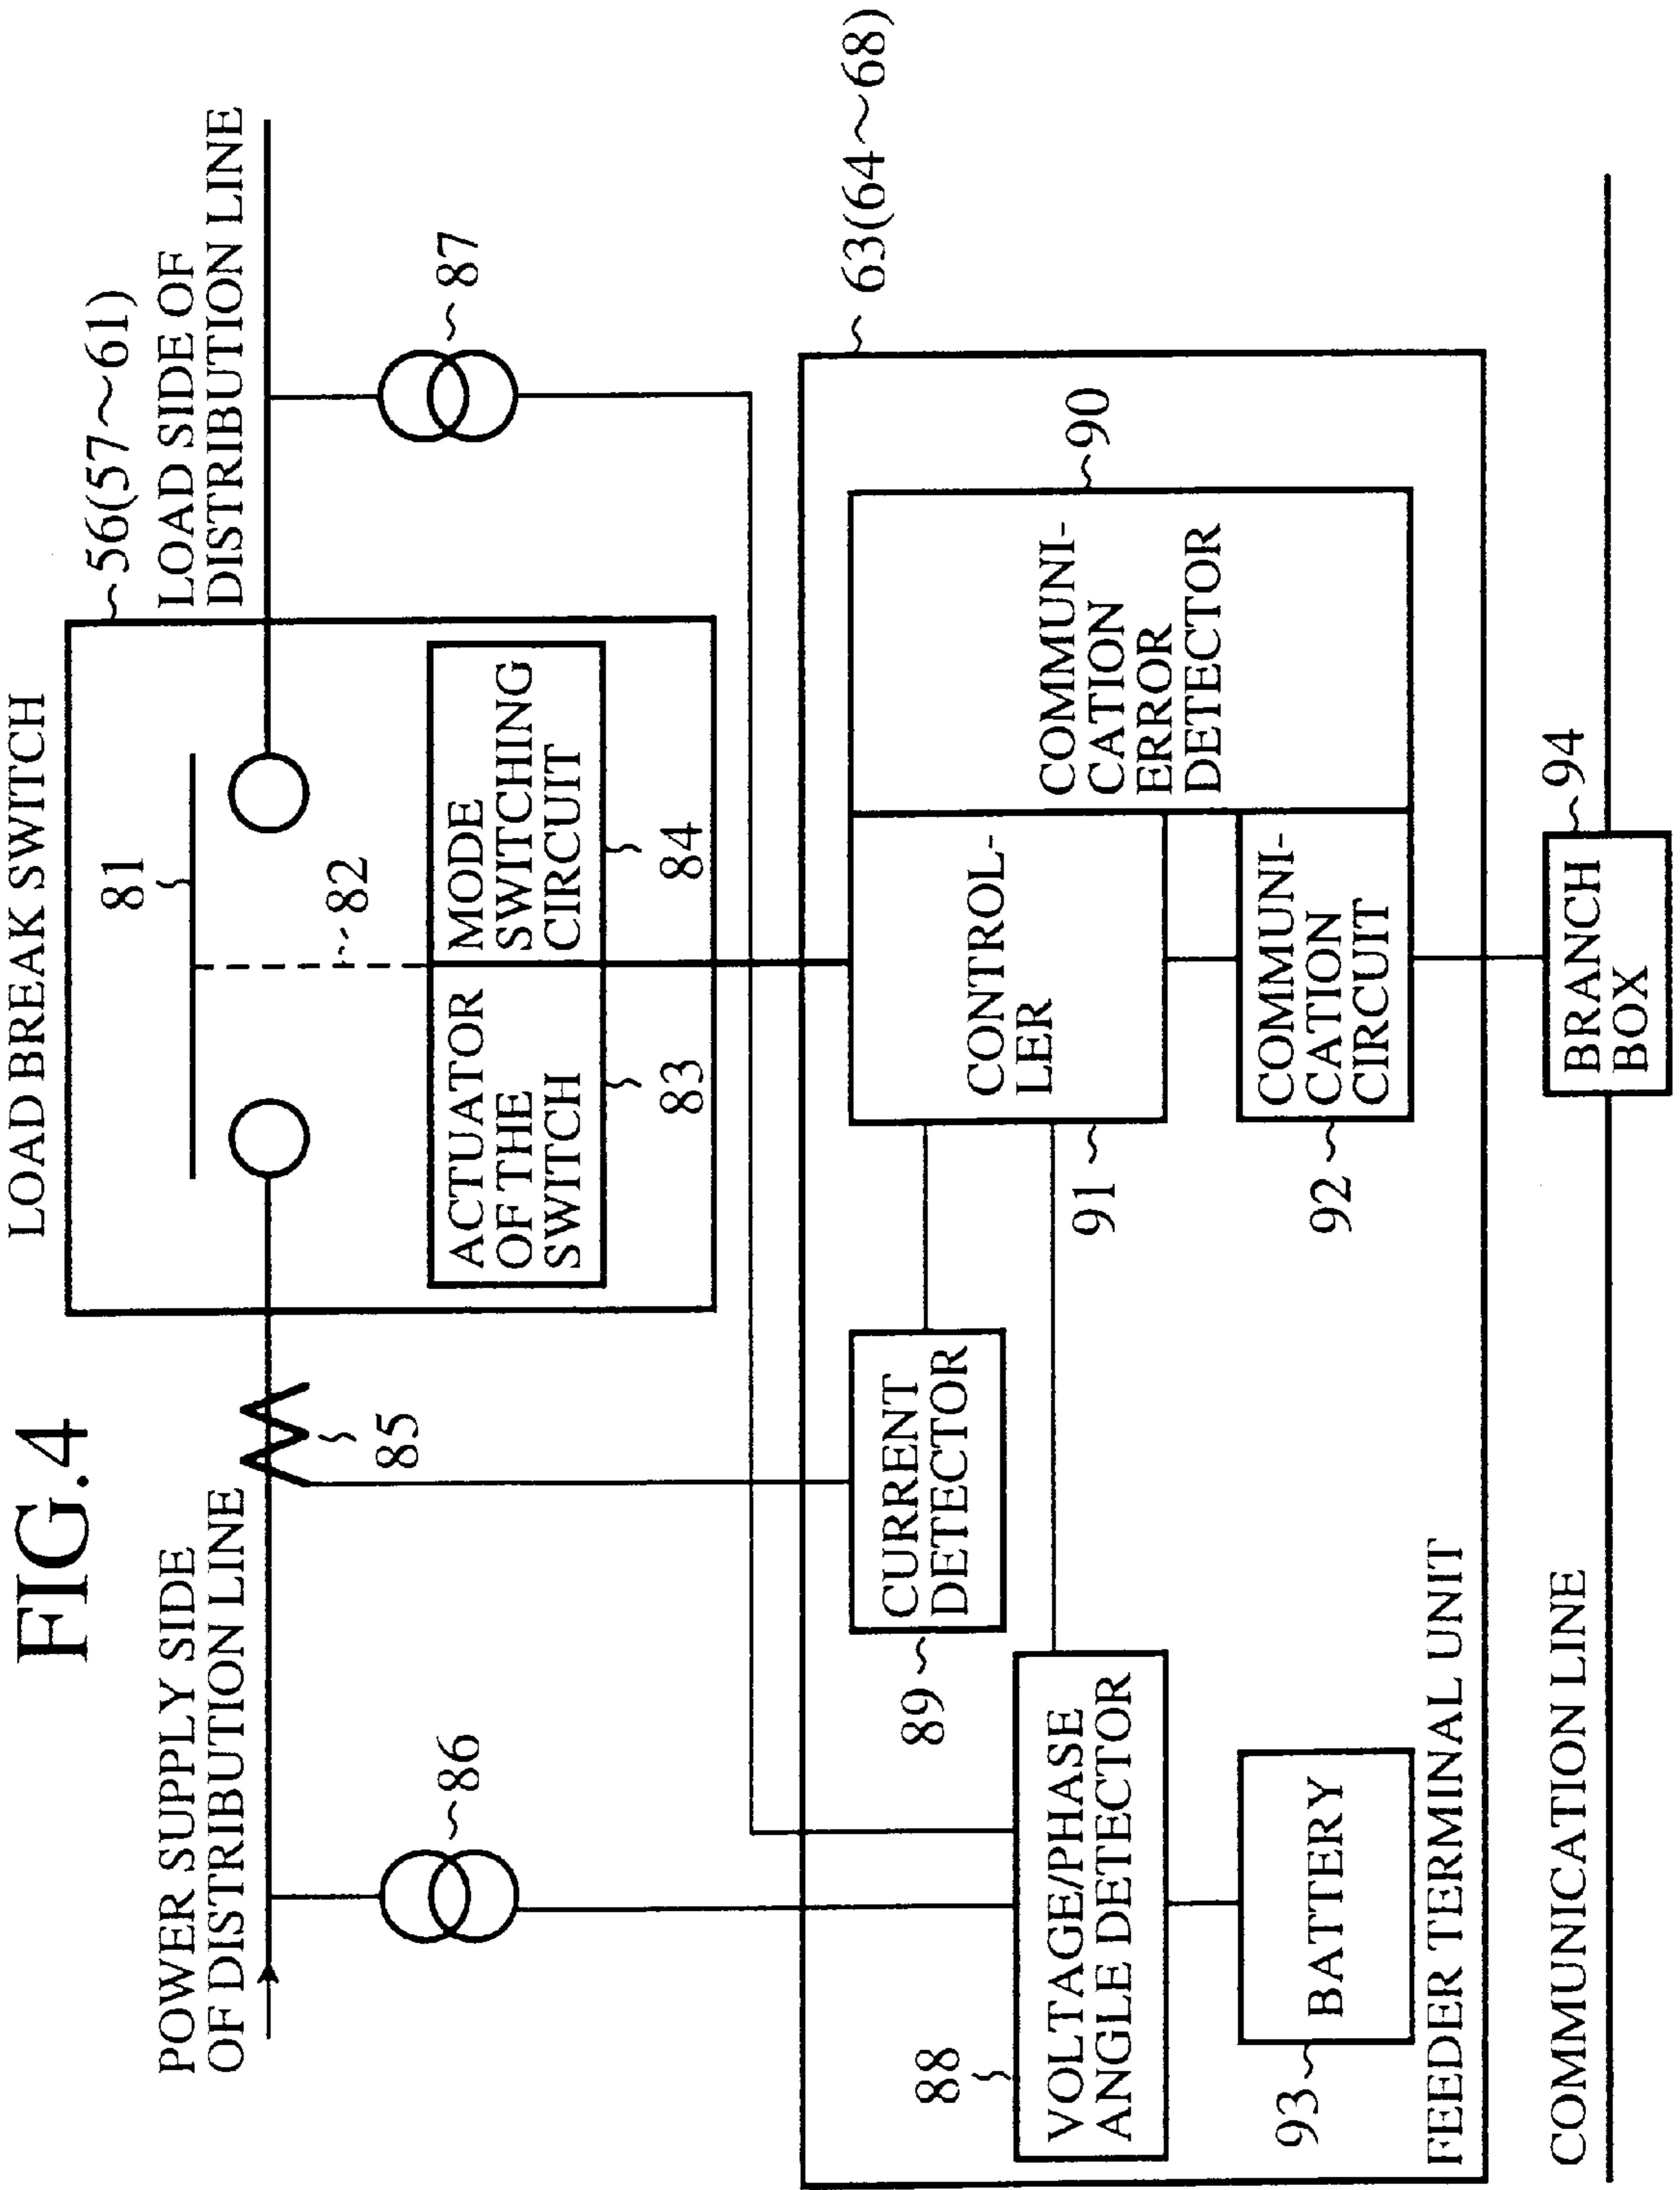 FIG.4
LOAD BREAK SWITCH
56(57~61)
POWER SUPPLY SIDE
OF DISTRIBUTION LINE
LOAD SIDE OF
DISTRIBUTION LINE
81
82
85
86
87
ACTUATOR
OF THE
SWITCH
MODE
SWITCHING
CIRCUIT
83
84
63(64~68)
89
CURRENT
DETECTOR
88
VOLTAGE/PHASE
ANGLE DETECTOR
CONTROL-
LER
91
COMMUNI-
CATION
ERROR
DETECTOR
90
93
BATTERY
92
COMMUNI-
CATION
CIRCUIT
FEEDER TERMINAL UNIT
COMMUNICATION LINE
BRANCH
BOX
94